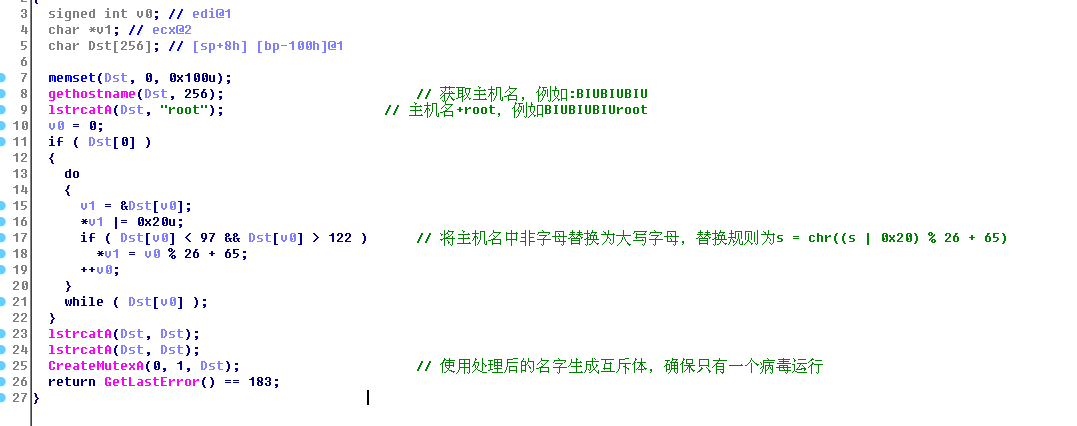 3 signed int v0; // edi@1
4 char *v1; // ecx@2
5 char Dst[256]; // [sp+8h] [bp-100h]@1
6
7 memset(Dst, 0, 0x100u);
8 gethostname(Dst, 256); // 获取主机名，例如:BIUBIUBIU
9 lstrcatA(Dst, "root"); // 主机名+root，例如BIUBIUBIUroot
10 v0 = 0;
11 if ( Dst[0] )
12 {
13 do
14 {
15 v1 = &Dst[v0];
16 *v1 |= 0x20u;
17 if ( Dst[v0] < 97 && Dst[v0] > 122 ) // 将主机名中非字母替换为大写字母，替换规则为s = chr((s | 0x20) % 26 + 65)
18 *v1 = v0 % 26 + 65;
19 ++v0;
20 }
21 while ( Dst[v0] );
22 }
23 lstrcatA(Dst, Dst);
24 lstrcatA(Dst, Dst);
25 CreateMutexA(0, 1, Dst); // 使用处理后的名字生成互斥体，确保只有一个病毒运行
26 return GetLastError() == 183;
27 }